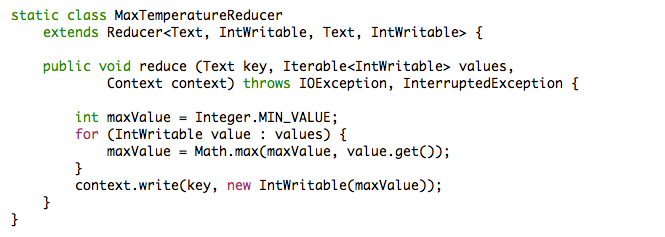 static class MaxTemperatureReducer
    extends Reducer<Text, IntWritable, Text, IntWritable> {
    public void reduce (Text key, Iterable<IntWritable> values,
            Context context) throws IOException, InterruptedException {
        int maxValue = Integer.MIN_VALUE;
        for (IntWritable value : values) {
            maxValue = Math.max(maxValue, value.get());
        }
        context.write(key, new IntWritable(maxValue));
    }
}